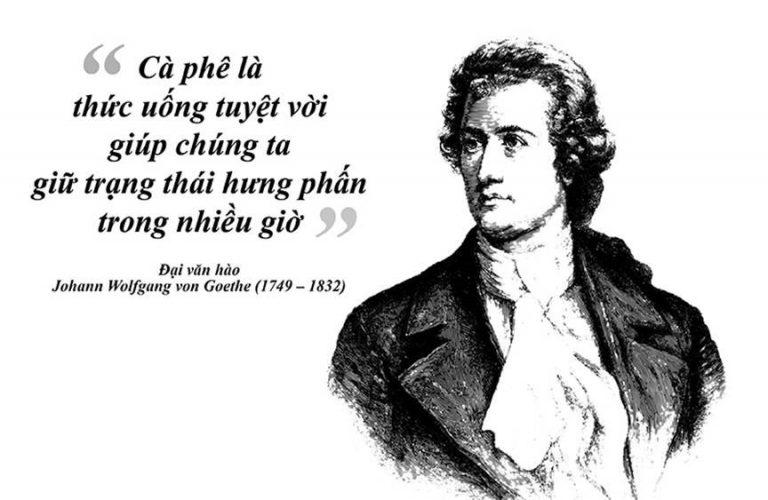 “ Cà phê là
thức uống tuyệt vời
giúp chúng ta
giữ trạng thái hưng phấn
trong nhiều giờ ”
Đại văn hào
Johann Wolfgang von Goethe (1749 – 1832)